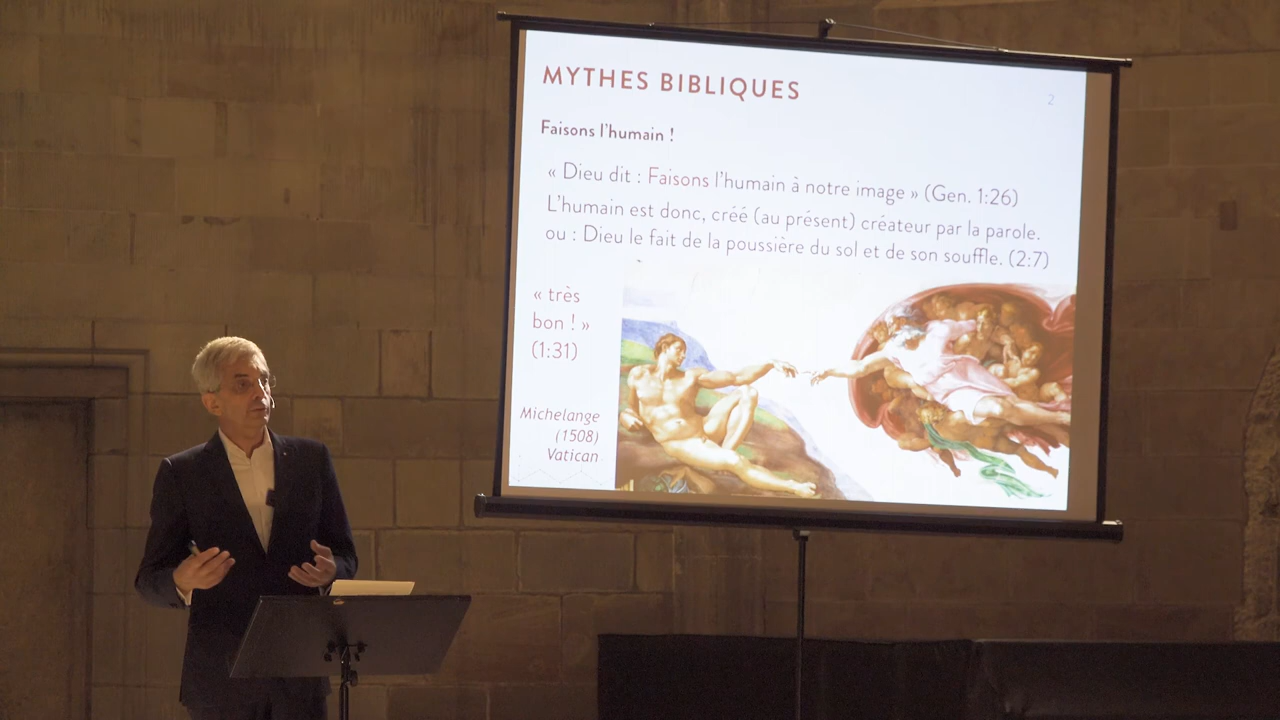 MYTHES BIBLIQUES
2
Faisons l'humain !
« Dieu dit : Faisons l'humain à notre image » (Gen. 1:26)
L'humain est donc, créé (au présent) créateur par la parole.
ou : Dieu le fait de la poussière du sol et de son souffle. (2:7)
« très
bon ! »
(1:31)
Michelange
(1508)
Vatican